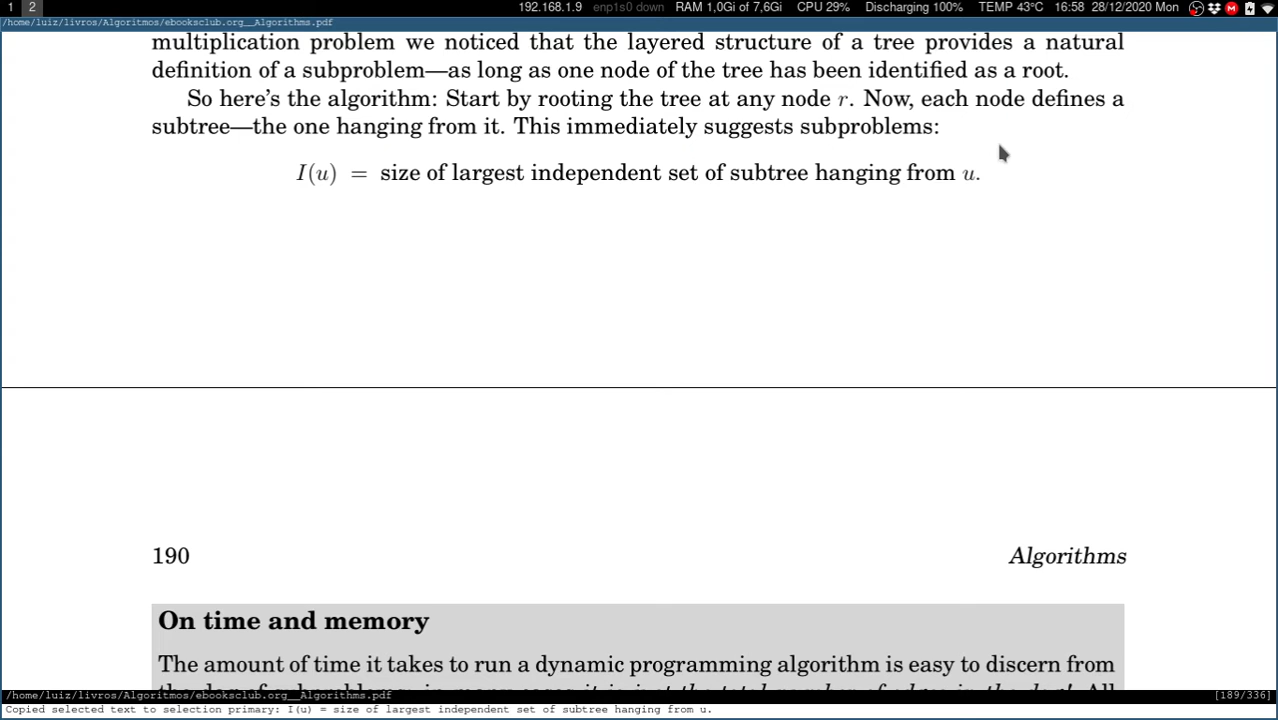 1 2 192.168.1.9 enp1s0 down RAM 1,0Gi of 7,6Gi CPU 29% Discharging 100% TEMP 43°C 16:58 28/12/2020 Mon
/home/luiz/livros/Algoritmos/ebooksclub.org__Algorithms.pdf
multiplication problem we noticed that the layered structure of a tree provides a natural
definition of a subproblem—as long as one node of the tree has been identified as a root.
So here's the algorithm: Start by rooting the tree at any node r. Now, each node defines a
subtree—the one hanging from it. This immediately suggests subproblems:
I(u) = size of largest independent set of subtree hanging from u.
190 Algorithms
On time and memory
The amount of time it takes to run a dynamic programming algorithm is easy to discern from
/home/luiz/livros/Algoritmos/ebooksclub.org__Algorithms.pdf [189/336]
Copied selected text to selection primary: I(u) = size of largest independent set of subtree hanging from u.